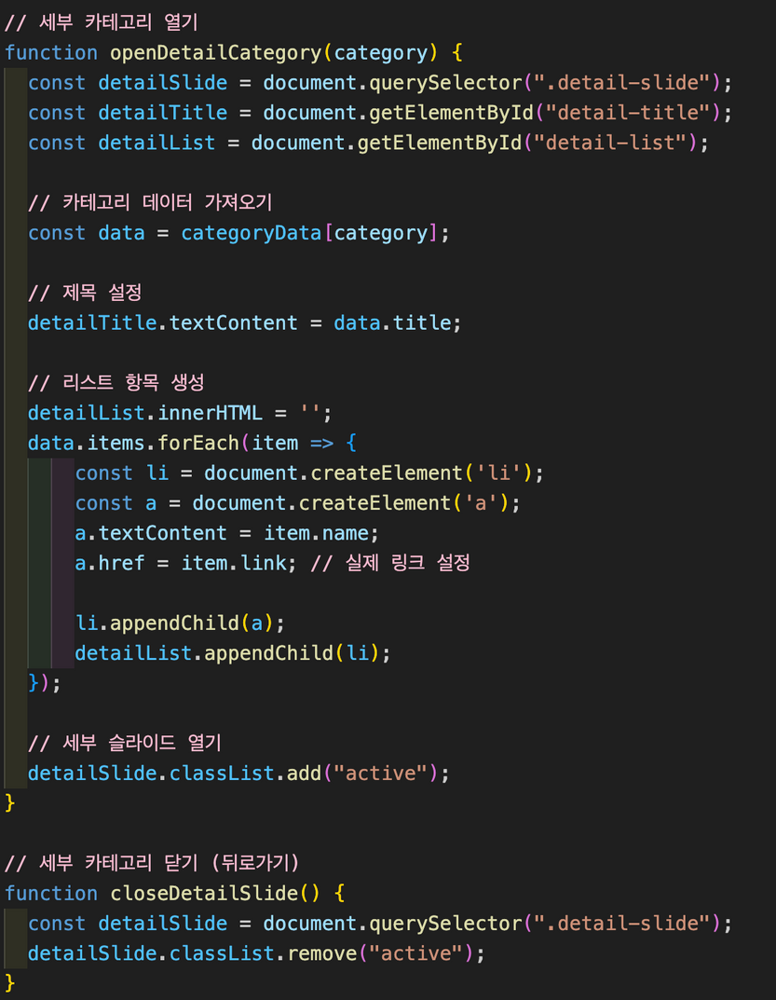 // 세부 카테고리 열기
function openDetailCategory(category) {
  const detailSlide = document.querySelector(".detail-slide");
  const detailTitle = document.getElementById("detail-title");
  const detailList = document.getElementById("detail-list");

  // 카테고리 데이터 가져오기
  const data = categoryData[category];

  // 제목 설정
  detailTitle.textContent = data.title;

  // 리스트 항목 생성
  detailList.innerHTML = '';
  data.items.forEach(item => {
      const li = document.createElement('li');
      const a = document.createElement('a');
      a.textContent = item.name;
      a.href = item.link; // 실제 링크 설정

      li.appendChild(a);
      detailList.appendChild(li);
  });

  // 세부 슬라이드 열기
  detailSlide.classList.add("active");
}

// 세부 카테고리 닫기 (뒤로가기)
function closeDetailSlide() {
  const detailSlide = document.querySelector(".detail-slide");
  detailSlide.classList.remove("active");
}